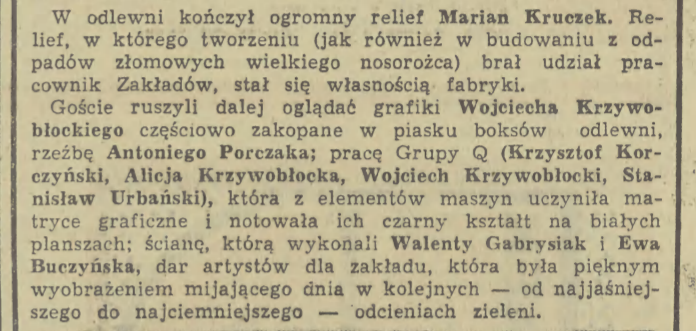 W odlewni kończył ogromny relief Marian Kruczek. Re-
lief, w którego tworzeniu (jak również w budowaniu z od-
padów złomowych wielkiego nosorożca) brał udział pra-
cownik Zakładów, stał się własnością fabryki.
Goście ruszyli dalej oglądać grafiki Wojciecha Krzywo-
błockiego częściowo zakopane w piasku boksów odlewni,
rzeźbę Antoniego Porczaka; pracę Grupy Q (Krzysztof Kor-
czyński, Alicja Krzywobłocka, Wojciech Krzywobłocki, Sta-
nisław Urbański), która z elementów maszyn uczyniła ma-
tryce graficzne i notowała ich czarny kształt na białych
planszach; ścianę, którą wykonali Walenty Gabrysiak i Ewa
Buczyńska, dar artystów dla zakładu, która była pięknym
wyobrażeniem mijającego dnia w kolejnych — od najjaśniej-
szego do najciemniejszego — odcieniach zieleni.